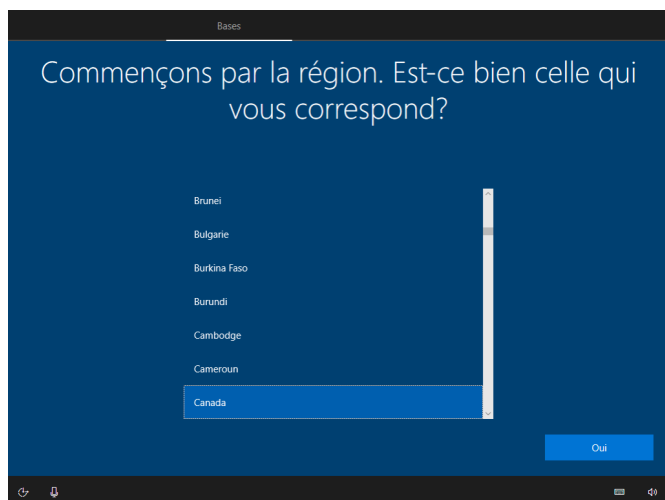 Bases
Commençons par la région. Est-ce bien celle qui
vous correspond?
Brunei
Bulgarie
Burkina Faso
Burundi
Cambodge
Cameroun
Canada
Oui